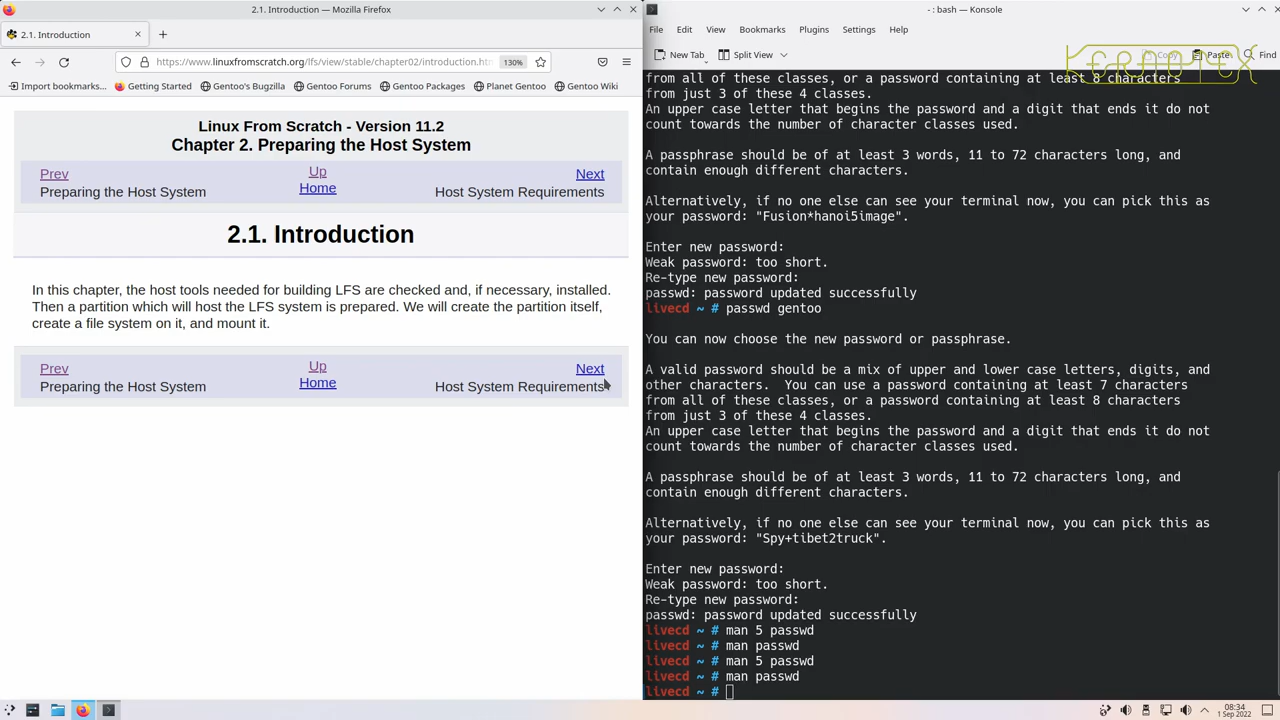 2.1. Introduction — Mozilla Firefox
2.1. Introduction
https://www.linuxfromscratch.org/lfs/view/stable/chapter02/introduction.ht
130%
Import bookmarks...
Getting Started
Gentoo's Bugzilla
Gentoo Forums
Gentoo Packages
Planet Gentoo
Gentoo Wiki
Linux From Scratch - Version 11.2
Chapter 2. Preparing the Host System
Prev
Up
Next
Preparing the Host System
Home
Host System Requirements
2.1. Introduction
In this chapter, the host tools needed for building LFS are checked and, if necessary, installed.
Then a partition which will host the LFS system is prepared. We will create the partition itself,
create a file system on it, and mount it.
Prev
Up
Next
Preparing the Host System
Home
Host System Requirements
- : bash — Konsole
File Edit View Bookmarks Plugins Settings Help
New Tab
Split View
Copy
Paste
Find
KERNOTEX
from all of these classes, or a password containing at least 8 characters
from just 3 of these 4 classes.
An upper case letter that begins the password and a digit that ends it do not
count towards the number of character classes used.
A passphrase should be of at least 3 words, 11 to 72 characters long, and
contain enough different characters.
Alternatively, if no one else can see your terminal now, you can pick this as
your password: "Fusion*hanoi5image".
Enter new password:
Weak password: too short.
Re-type new password:
passwd: password updated successfully
livecd ~ # passwd gentoo
You can now choose the new password or passphrase.
A valid password should be a mix of upper and lower case letters, digits, and
other characters.  You can use a password containing at least 7 characters
from all of these classes, or a password containing at least 8 characters
from just 3 of these 4 classes.
An upper case letter that begins the password and a digit that ends it do not
count towards the number of character classes used.
A passphrase should be of at least 3 words, 11 to 72 characters long, and
contain enough different characters.
Alternatively, if no one else can see your terminal now, you can pick this as
your password: "Spy+tibet2truck".
Enter new password:
Weak password: too short.
Re-type new password:
passwd: password updated successfully
livecd ~ # man 5 passwd
livecd ~ # man passwd
livecd ~ # man 5 passwd
livecd ~ # man passwd
livecd ~ #
08:34
1 Sep 2022